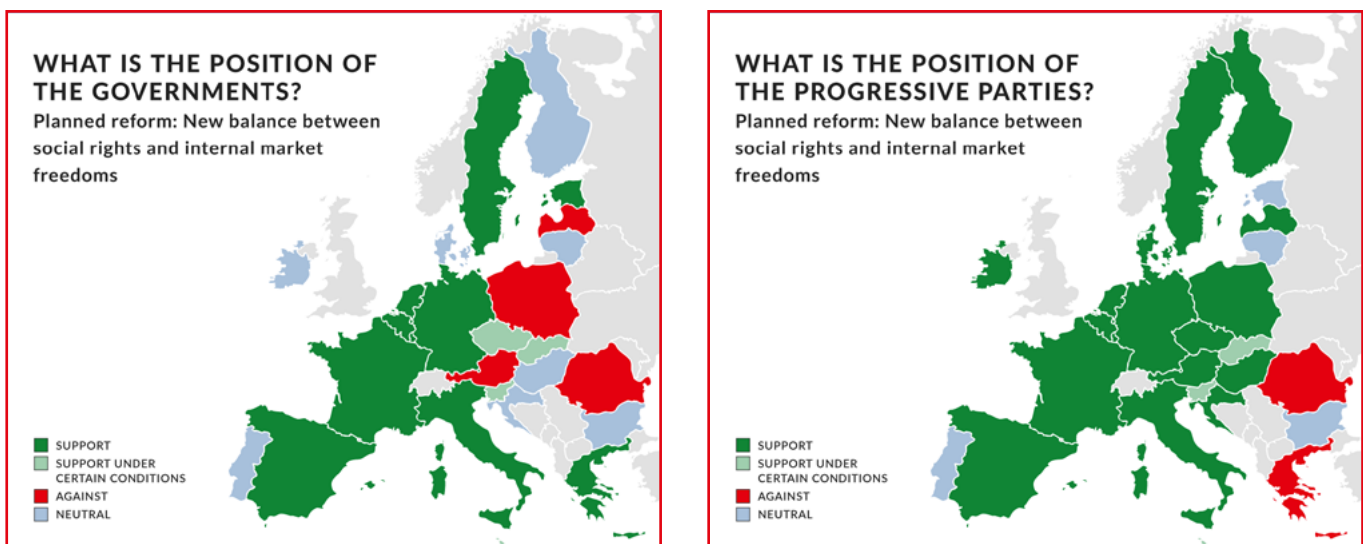 WHAT IS THE POSITION OF
THE GOVERNMENTS?
Planned reform: New balance between
social rights and internal market
freedoms
SUPPORT
SUPPORT UNDER
CERTAIN CONDITIONS
AGAINST
NEUTRAL
WHAT IS THE POSITION OF
THE PROGRESSIVE PARTIES?
Planned reform: New balance between
social rights and internal market
freedoms
SUPPORT
SUPPORT UNDER
CERTAIN CONDITIONS
AGAINST
NEUTRAL